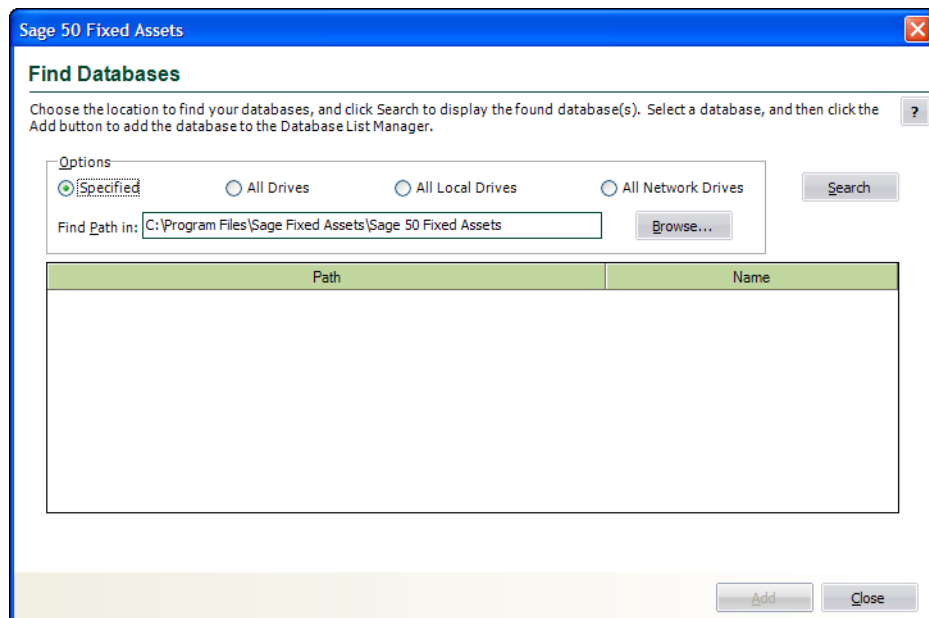 Sage 50 Fixed Assets
Find Databases
Choose the location to find your databases, and click Search to display the found database(s). Select a database, and then click the
Add button to add the database to the Database List Manager.
?
Options
Specified All Drives All Local Drives All Network Drives Search
Find Path in: C:\Program Files\Sage Fixed Assets\Sage 50 Fixed Assets Browse...
Path Name
Add Close